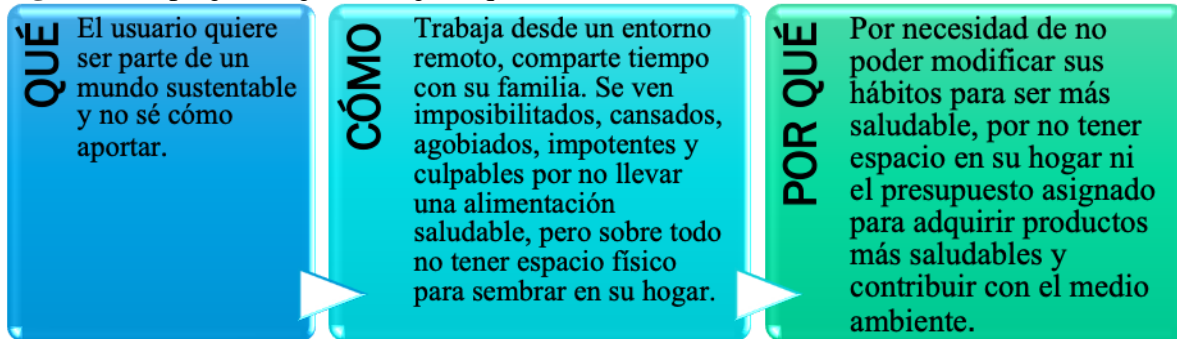 QUÉ
El usuario quiere
ser parte de un
mundo sustentable
y no sé cómo
aportar.
CÓMO
Trabaja desde un entorno
remoto, comparte tiempo
con su familia. Se ven
imposibilitados, cansados,
agobiados, impotentes y
culpables por no llevar
una alimentación
saludable, pero sobre todo
no tener espacio físico
para sembrar en su hogar.
POR QUÉ
Por necesidad de no
poder modificar sus
hábitos para ser más
saludable, por no tener
espacio en su hogar ni
el presupuesto asignado
para adquirir productos
más saludables y
contribuir con el medio
ambiente.